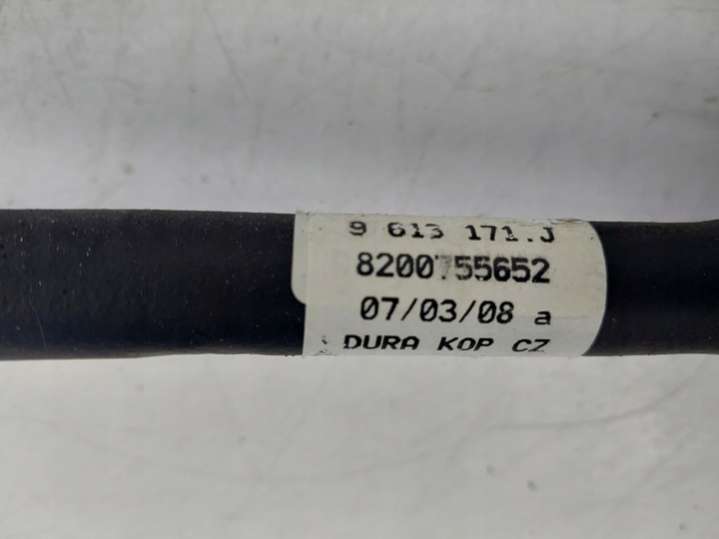 9 613 171.J
8200755652
07/03/08 a
DURA KOP CZ